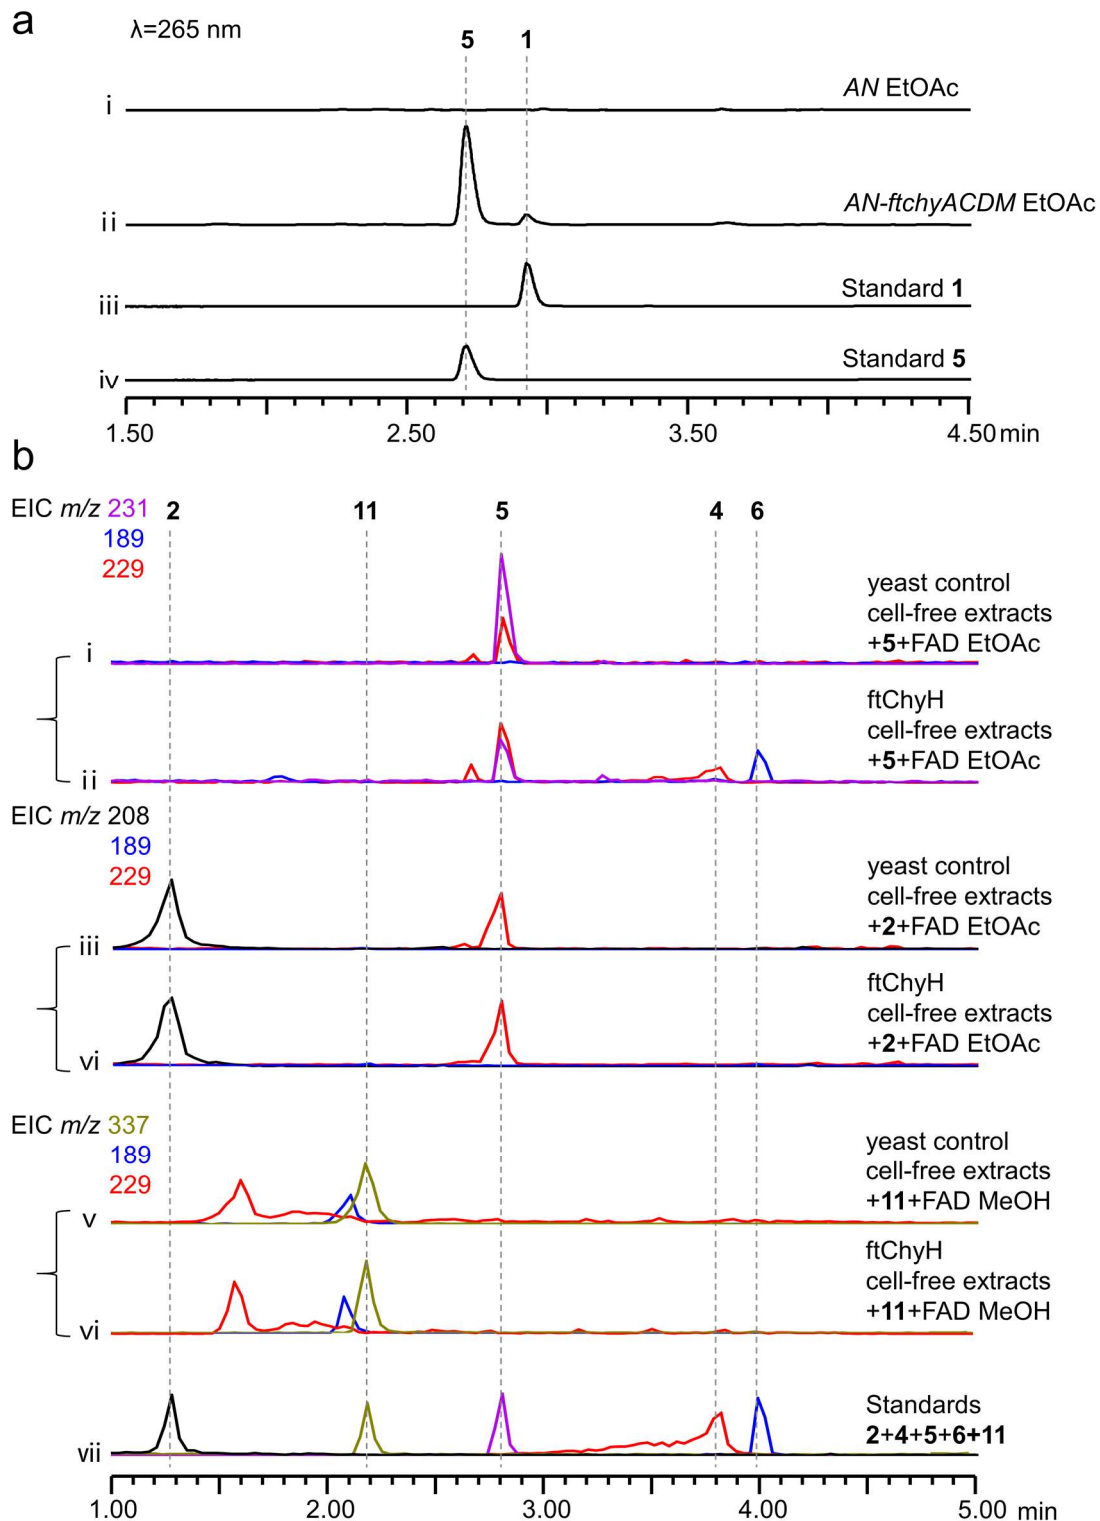 a
λ=265 nm
5 1
i
AN EtOAc
ii
AN-ftchyACDM EtOAc
iii
Standard 1
iv
Standard 5
1.50 2.50 3.50 4.50 min
b
EIC m/z 231
189
229
2 11 5 4 6
i
yeast control
cell-free extracts
+5+FAD EtOAc
ii
ftChyH
cell-free extracts
+5+FAD EtOAc
EIC m/z 208
189
229
iii
yeast control
cell-free extracts
+2+FAD EtOAc
vi
ftChyH
cell-free extracts
+2+FAD EtOAc
EIC m/z 337
189
229
v
yeast control
cell-free extracts
+11+FAD MeOH
vi
ftChyH
cell-free extracts
+11+FAD MeOH
vii
Standards
2+4+5+6+11
1.00 2.00 3.00 4.00 5.00 min